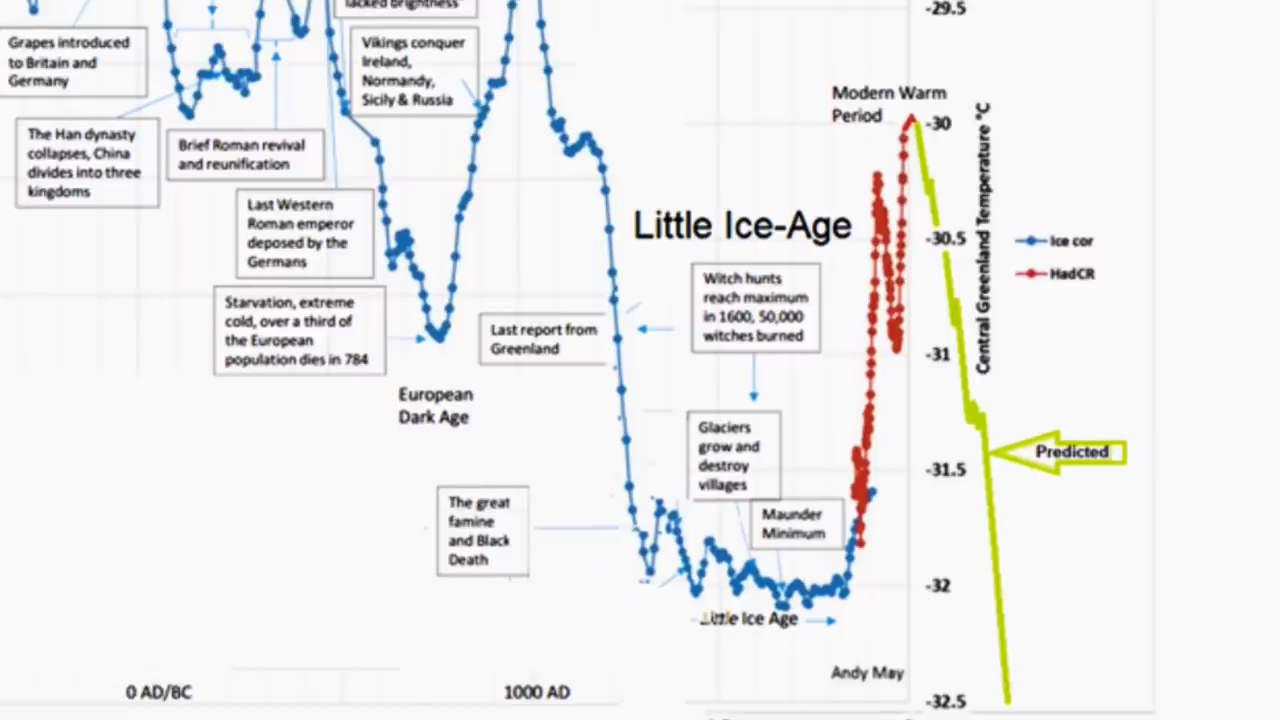 lacked brightness"
-29.5
Grapes introduced
to Britain and
Germany
Vikings conquer
Ireland,
Normandy,
Sicily & Russia
Modern Warm
Period
-30
The Han dynasty
collapses, China
divides into three
kingdoms
Brief Roman revival
and reunification
Last Western
Roman emperor
deposed by the
Germans
Little Ice-Age
-30.5
Central Greenland Temperature °C
Ice cor
HadCR
Witch hunts
reach maximum
in 1600, 50,000
witches burned
Starvation, extreme
cold, over a third of
the European
population dies in 784
Last report from
Greenland
-31
European
Dark Age
Glaciers
grow and
destroy
villages
Predicted
-31.5
The great
famine
and Black
Death
Maunder
Minimum
-32
Little Ice Age
Andy May
0 AD/BC
1000 AD
-32.5